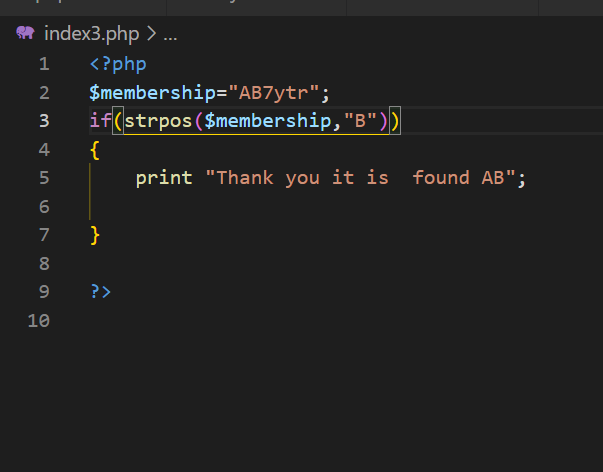 index3.php > ...
1 <?php
2 $membership="AB7ytr";
3 if(strpos($membership,"B"))
4 {
5 print "Thank you it is  found AB";
6
7 }
8
9 ?>
10